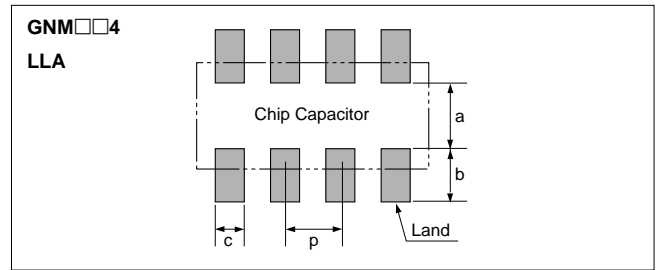 GNM□□4
LLA
Chip Capacitor
a
b
c
p
Land